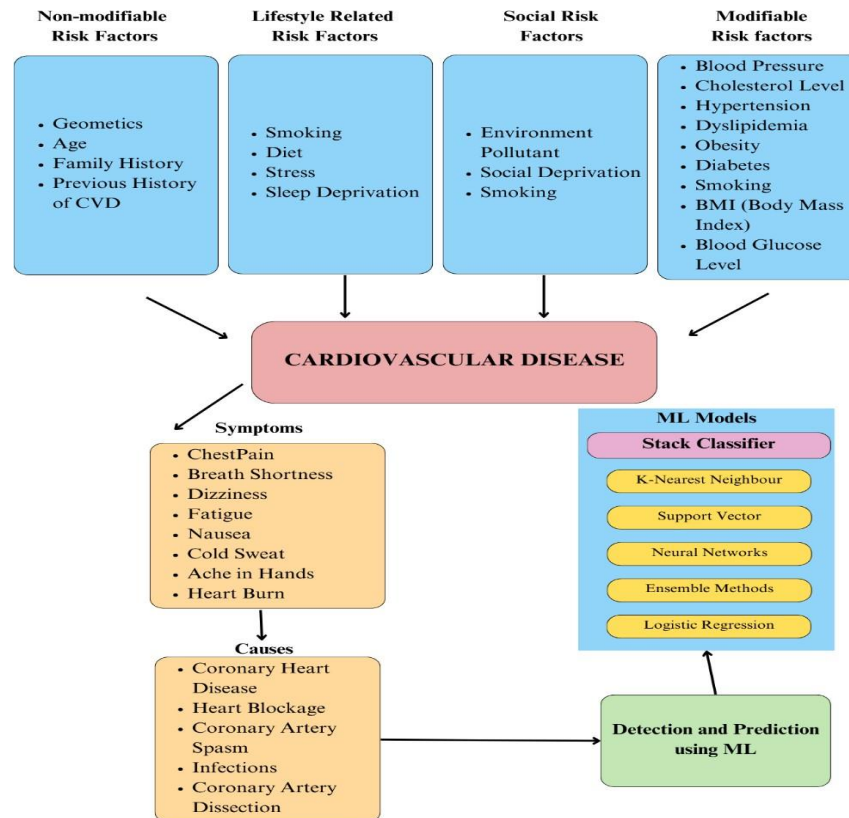 Non-modifiable
Risk Factors
Geometics
Age
Family History
Previous History
of CVD
Lifestyle Related
Risk Factors
Smoking
Diet
Stress
Sleep Deprivation
Social Risk
Factors
Environment
Pollutant
Social Deprivation
Smoking
Modifiable
Risk factors
Blood Pressure
Cholesterol Level
Hypertension
Dyslipidemia
Obesity
Diabetes
Smoking
BMI (Body Mass
Index)
Blood Glucose
Level
CARDIOVASCULAR DISEASE
Symptoms
ChestPain
Breath Shortness
Dizziness
Fatigue
Nausea
Cold Sweat
Ache in Hands
Heart Burn
Causes
Coronary Heart
Disease
Heart Blockage
Coronary Artery
Spasm
Infections
Coronary Artery
Dissection
Detection and Prediction
using ML
ML Models
Stack Classifier
K-Nearest Neighbour
Support Vector
Neural Networks
Ensemble Methods
Logistic Regression